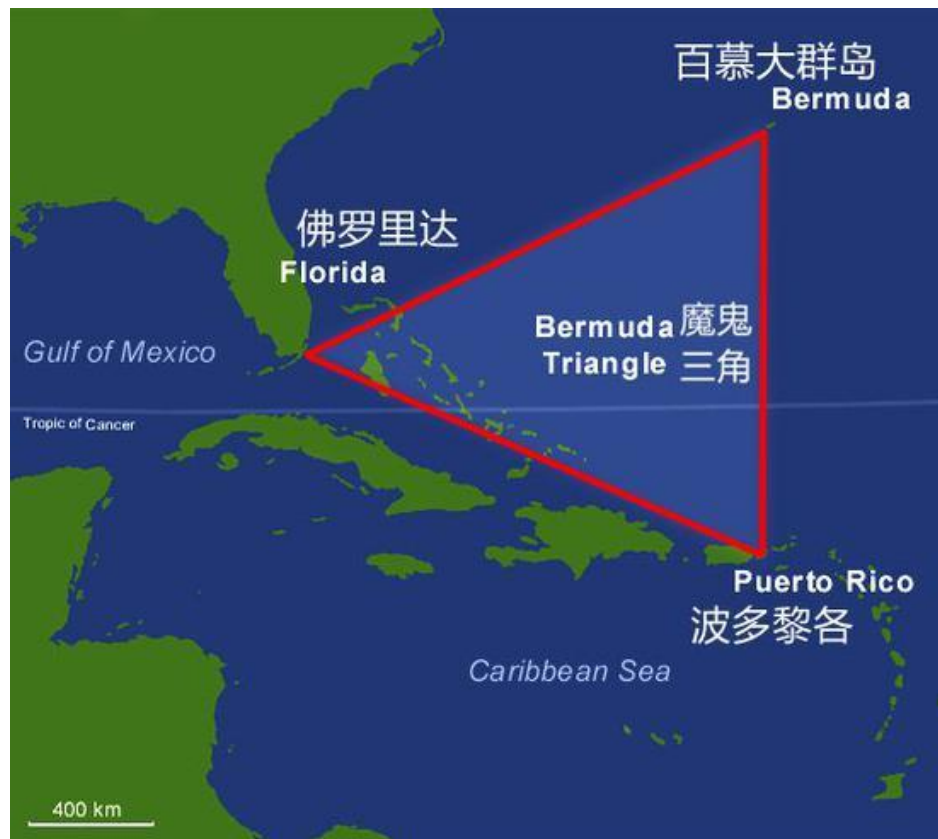 百慕大群岛
Bermuda
佛罗里达
Florida
Bermuda 魔鬼
Triangle 三角
Gulf of Mexico
Tropic of Cancer
Puerto Rico
波多黎各
Caribbean Sea
400 km